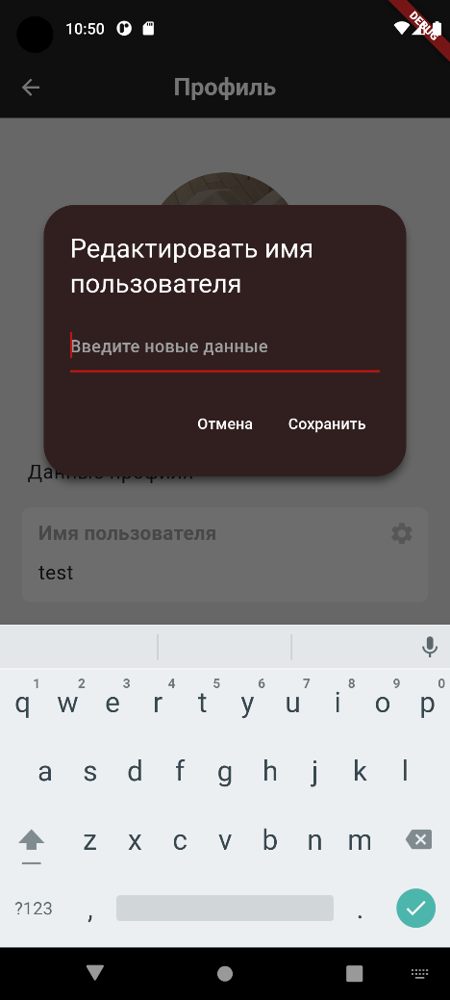 10:50
DEBUG
Профиль
Редактировать имя
пользователя
Введите новые данные
Отмена
Сохранить
Данные профиля
Имя пользователя
test
1 2 3 4 5 6 7 8 9 0
q w e r t y u i o p
a s d f g h j k l
z x c v b n m
?123 , .